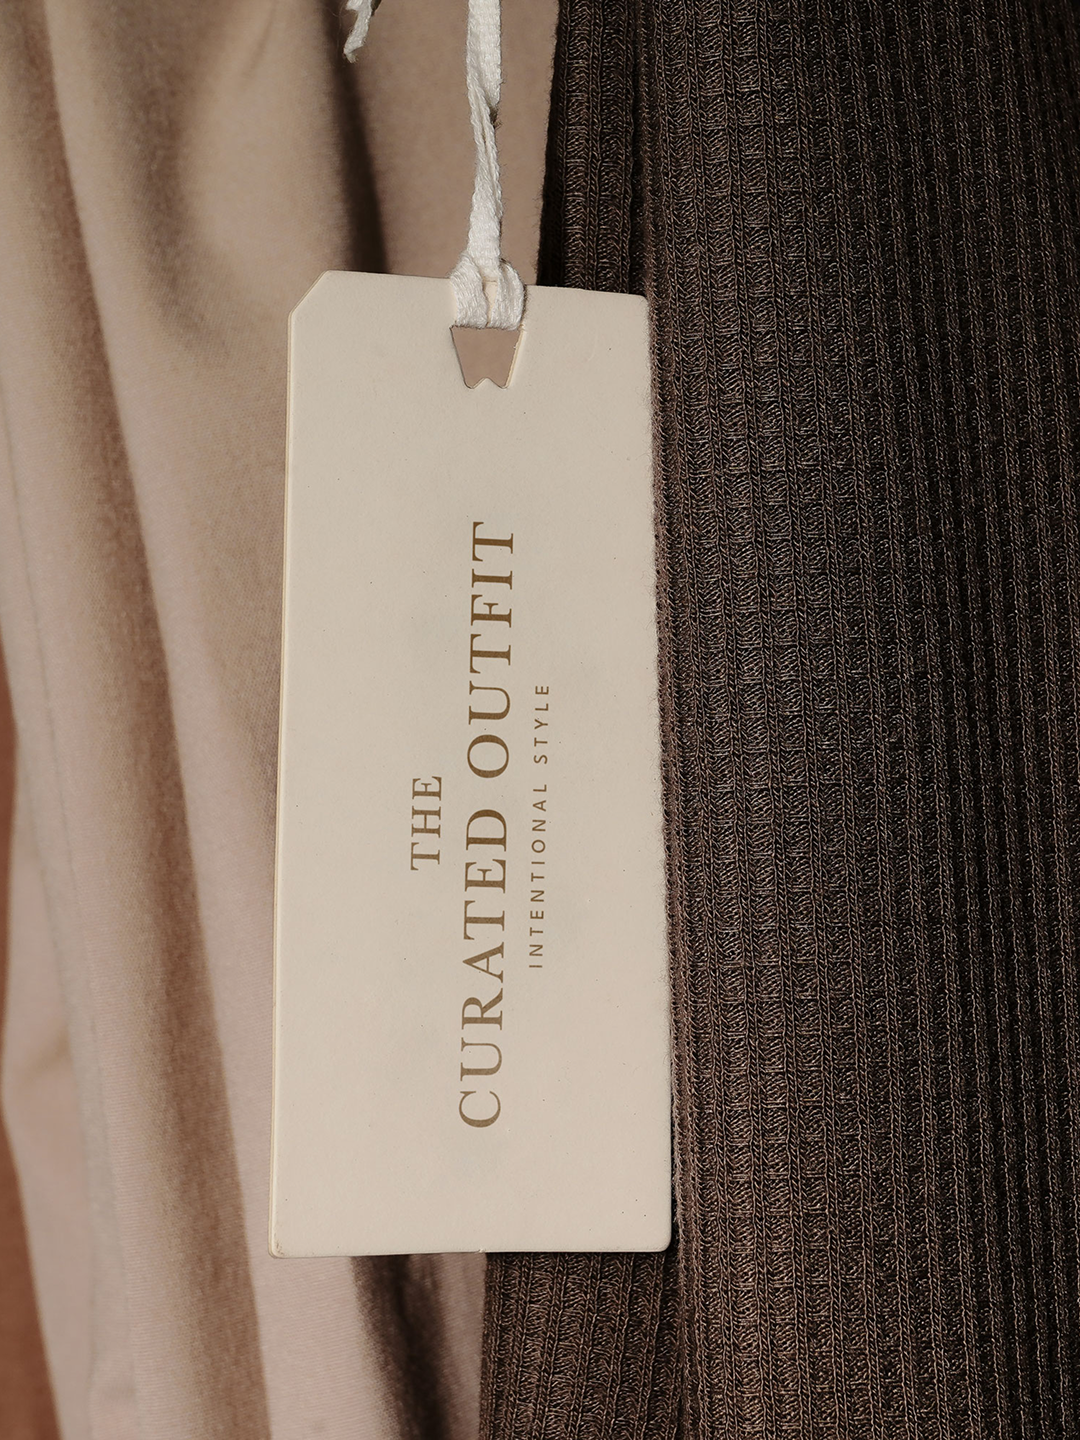 THE
CURATED OUTFIT
INTENTIONAL STYLE